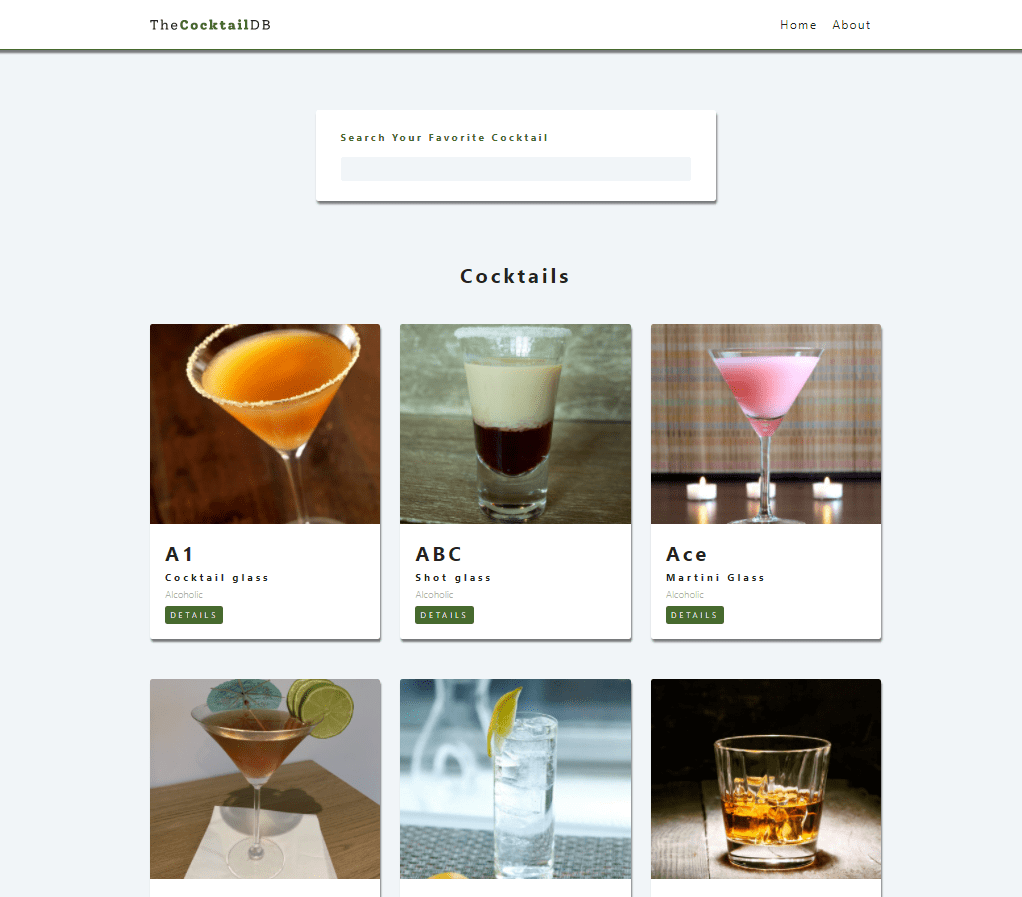 TheCocktailDB
Home About
Search Your Favorite Cocktail
Cocktails
A1
Cocktail glass
Alcoholic
DETAILS
ABC
Shot glass
Alcoholic
DETAILS
Ace
Martini Glass
Alcoholic
DETAILS